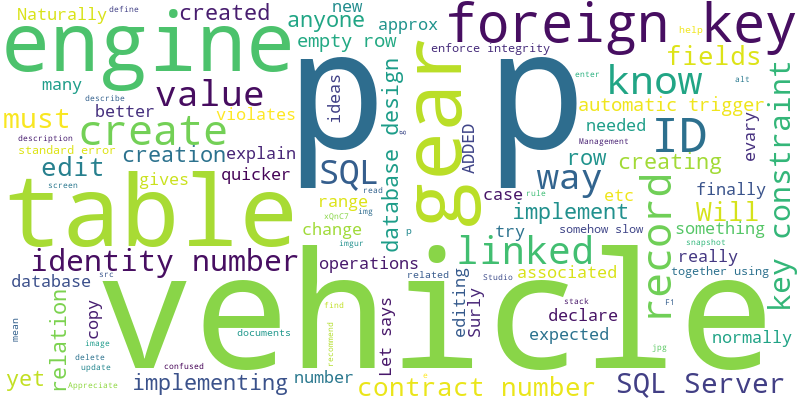 Naturally define created new anyone approx foreign key
engine empty row enforce integrity help
many value ideas fields
must better violates p p gear know automatic trigger
describe create database design ADDED needed ID evary
description standard error creation explain SQL way row creating key constraint
edit quicker read case etc finally
screen gives range img rule
table change xQnC7 implement record Will
identity number imgur p try somehow slow something
linked really snapshot
database src operations related Studio associated together using
mean relation copy vehicle documents find Let says editing Surly stack declare F1 normally
image recommend expected jpg
delete update
yet Appreciate confused implementing number contract number SQL Server
enter alt Management